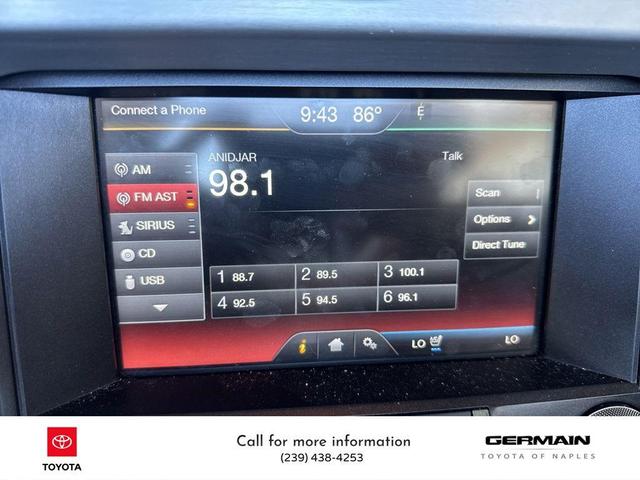 Connect a Phone
9:43 86° É
AM
FM AST
SIRIUS
CD
USB
ANIDJAR
98.1
Talk
Scan
Options
Direct Tune
1 88.7 2 89.5 3 100.1
4 92.5 5 94.5 6 96.1
i LO LO
TOYOTA
Call for more information
(239) 438-4253
GERMAIN
TOYOTA OF NAPLES